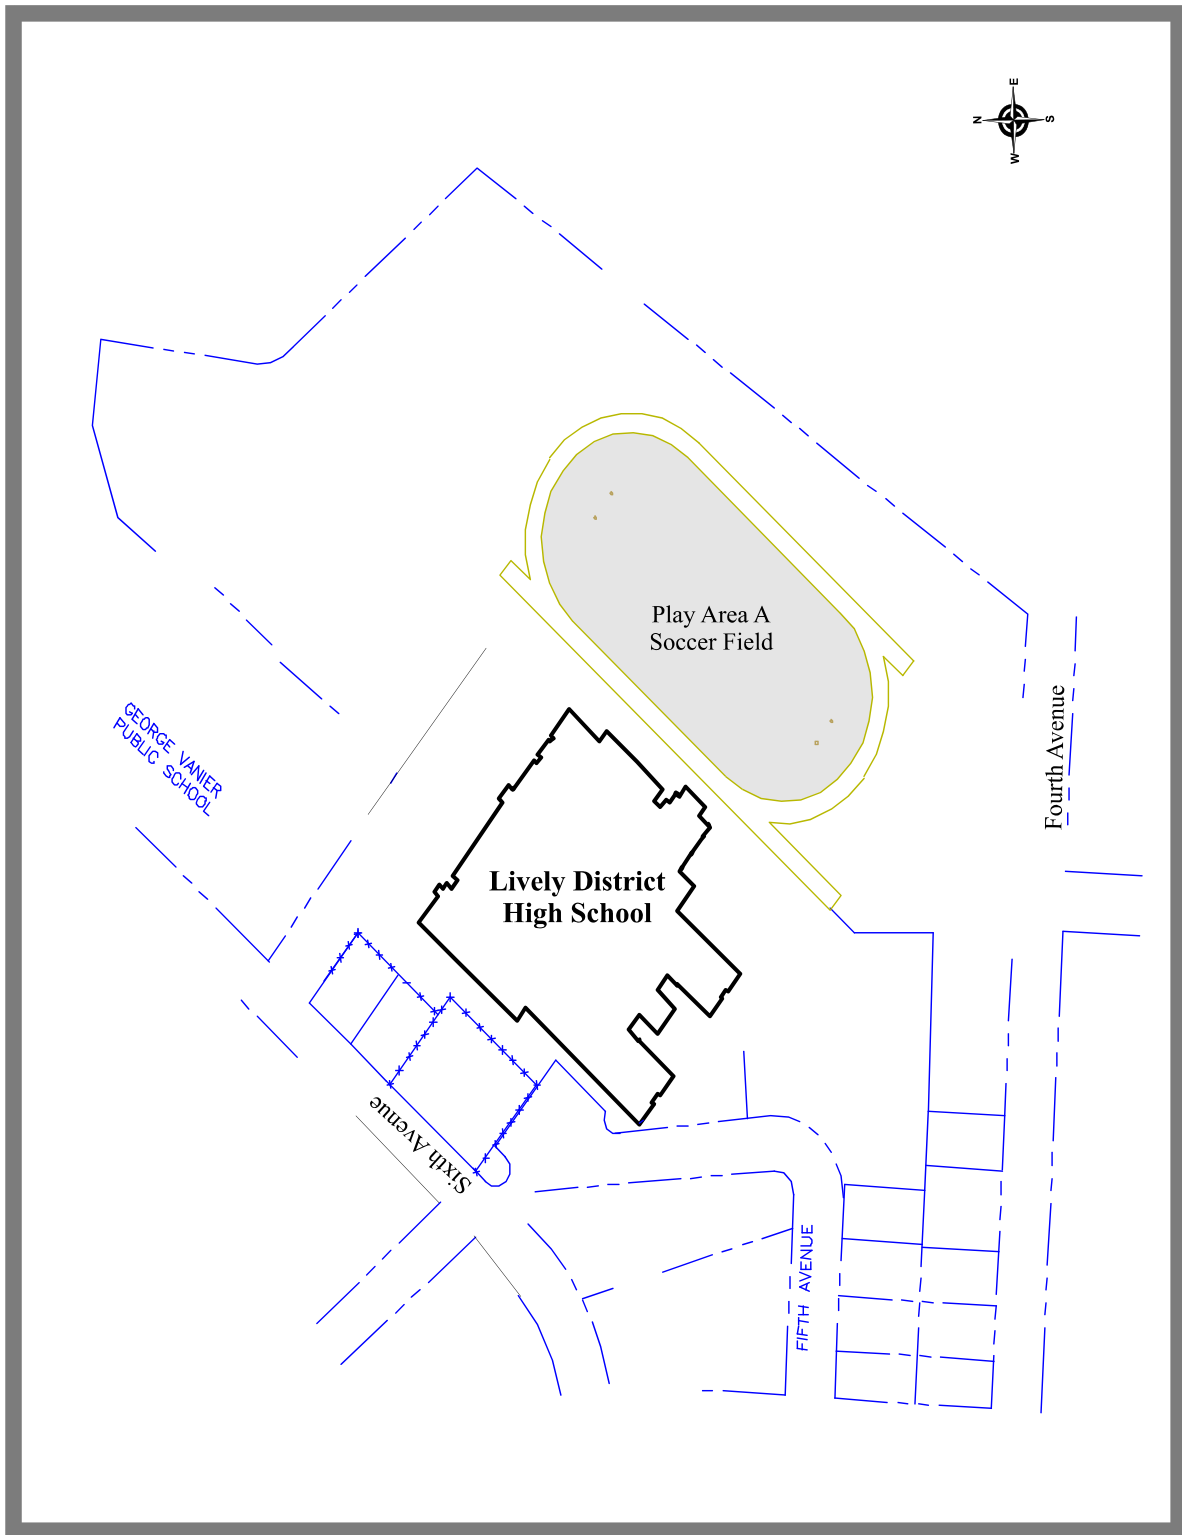 E
N
S
W
Play Area A
Soccer Field
GEORGE VANIER
PUBLIC SCHOOL
Fourth Avenue
Lively District
High School
Sixth Avenue
FIFTH AVENUE